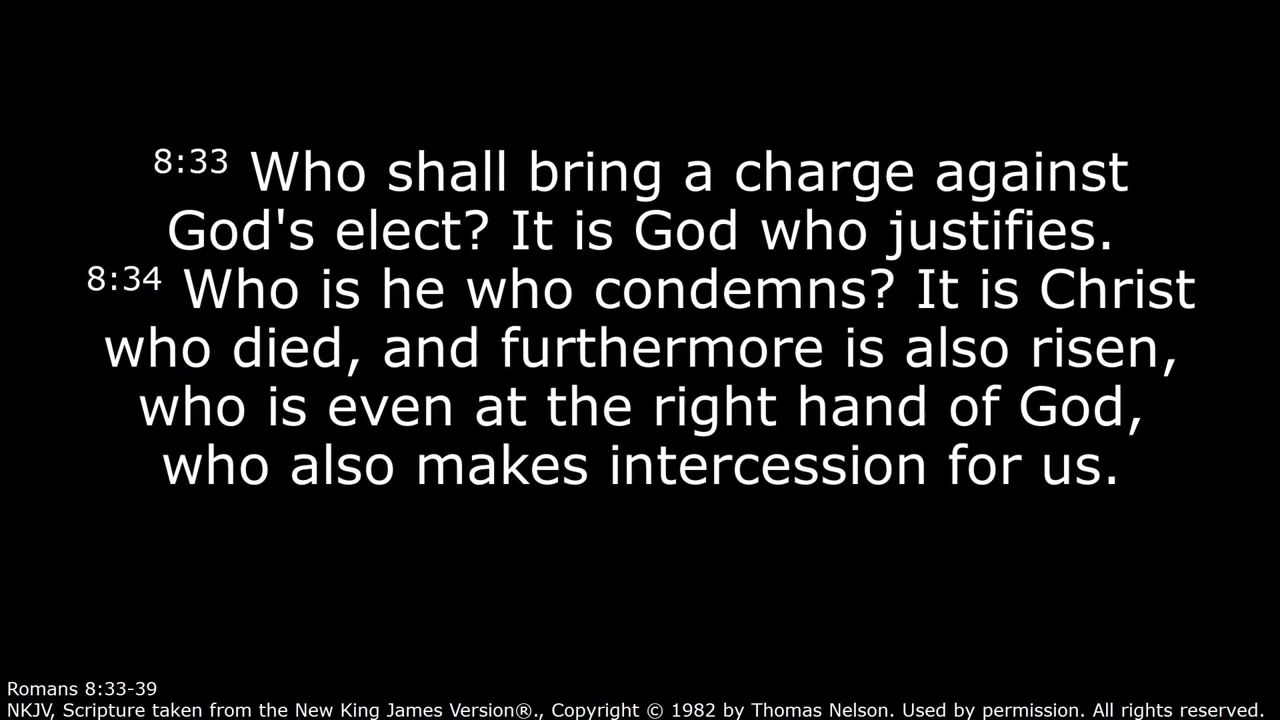 8:33 Who shall bring a charge against
God's elect? It is God who justifies.
8:34 Who is he who condemns? It is Christ
who died, and furthermore is also risen,
who is even at the right hand of God,
who also makes intercession for us.
Romans 8:33-39
NKJV, Scripture taken from the New King James Version®., Copyright © 1982 by Thomas Nelson. Used by permission. All rights reserved.